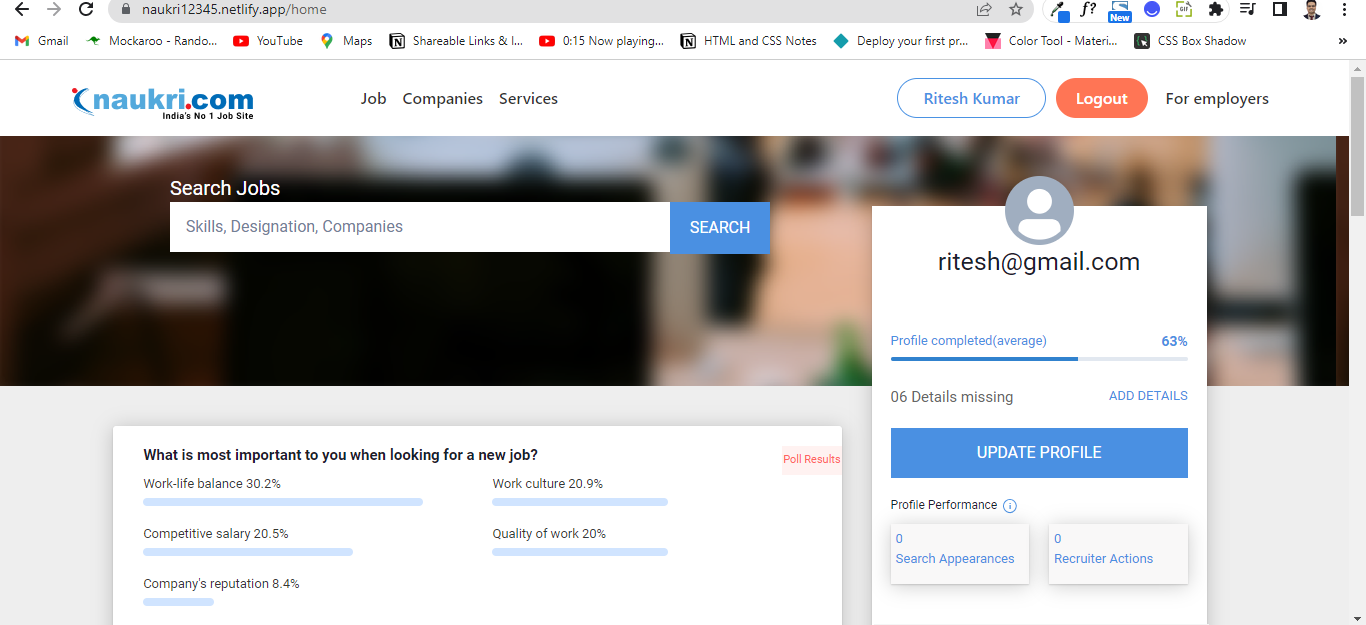 naukri12345.netlify.app/home
f?
New
GIF
Gmail
Mockaroo - Rando...
YouTube
Maps
Shareable Links & I...
0:15 Now playing...
HTML and CSS Notes
Deploy your first pr...
Color Tool - Materi...
CSS Box Shadow
»
naukri.com
India's No 1 Job Site
Job Companies Services
Ritesh Kumar
Logout
For employers
Search Jobs
Skills, Designation, Companies
SEARCH
ritesh@gmail.com
Profile completed(average) 63%
06 Details missing ADD DETAILS
UPDATE PROFILE
Profile Performance
0
Search Appearances
0
Recruiter Actions
What is most important to you when looking for a new job?
Poll Results
Work-life balance 30.2%
Work culture 20.9%
Competitive salary 20.5%
Quality of work 20%
Company's reputation 8.4%